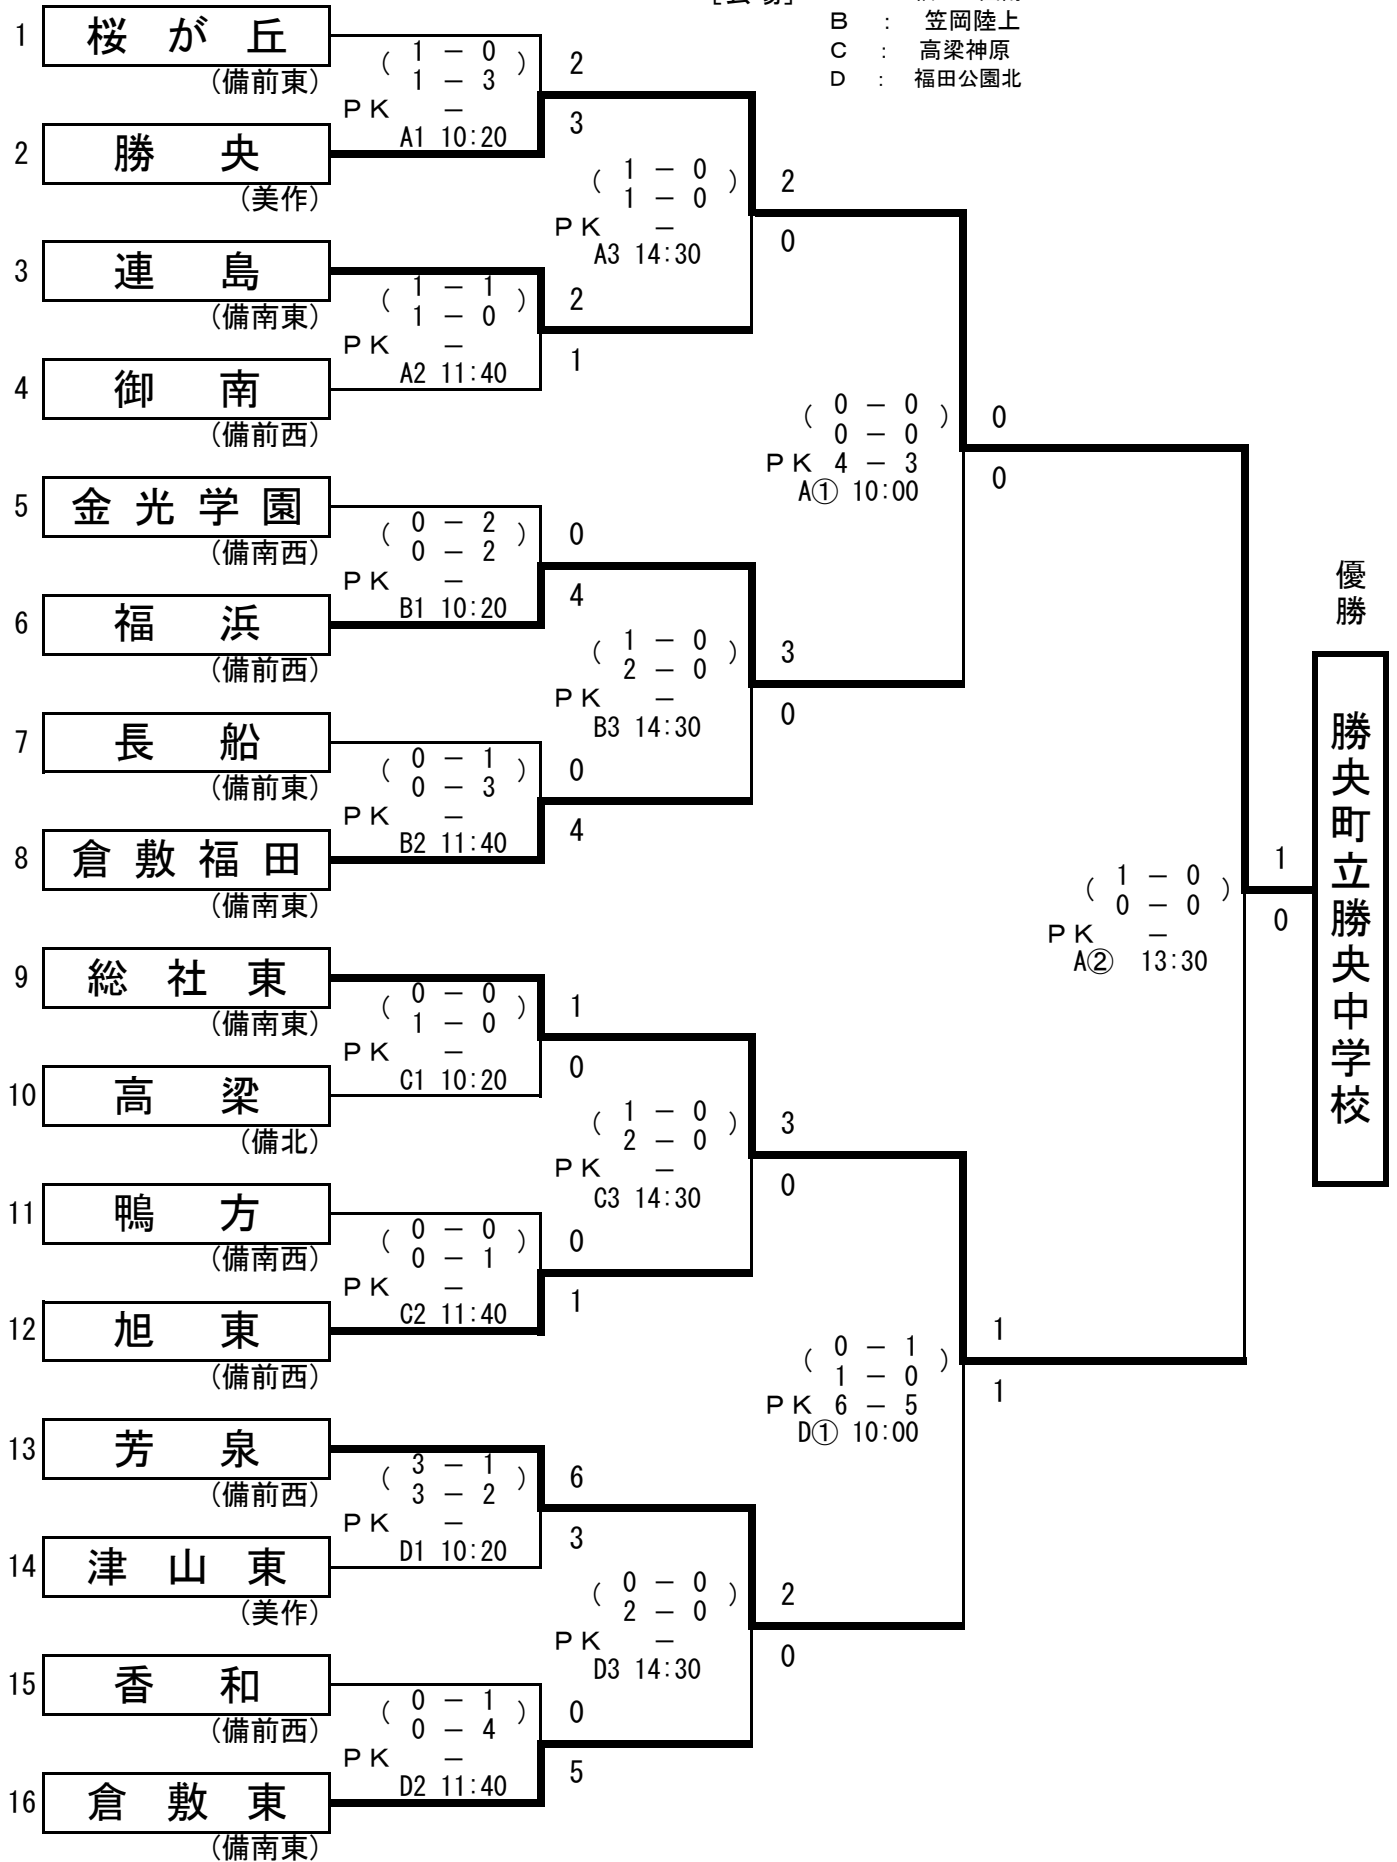 [会場]
B : 笠岡陸上
C : 高梁神原
D : 福田公園北
1 桜が丘
(備前東)
( 1 － 0 )
1 － 3
PK －
A1 10:20
2
3
2 勝央
(美作)
( 1 － 0 )
1 － 0
PK －
A3 14:30
2
0
3 連島
(備南東)
( 1 － 1 )
1 － 0
PK －
A2 11:40
2
1
4 御南
(備前西)
( 0 － 0 )
0 － 0
PK 4 － 3
A① 10:00
0
0
5 金光学園
(備南西)
( 0 － 2 )
0 － 2
PK －
B1 10:20
0
4
6 福浜
(備前西)
( 1 － 0 )
2 － 0
PK －
B3 14:30
3
0
7 長船
(備前東)
( 0 － 1 )
0 － 3
PK －
B2 11:40
0
4
8 倉敷福田
(備南東)
( 1 － 0 )
0 － 0
PK －
A② 13:30
1
0
優勝
勝央町立勝央中学校
9 総社東
(備南東)
( 0 － 0 )
1 － 0
PK －
C1 10:20
1
0
10 高梁
(備北)
( 1 － 0 )
2 － 0
PK －
C3 14:30
3
0
11 鴨方
(備南西)
( 0 － 0 )
0 － 1
PK －
C2 11:40
0
1
12 旭東
(備前西)
( 0 － 1 )
1 － 0
PK 6 － 5
D① 10:00
1
1
13 芳泉
(備前西)
( 3 － 1 )
3 － 2
PK －
D1 10:20
6
3
14 津山東
(美作)
( 0 － 0 )
2 － 0
PK －
D3 14:30
2
0
15 香和
(備前西)
( 0 － 1 )
0 － 4
PK －
D2 11:40
0
5
16 倉敷東
(備南東)